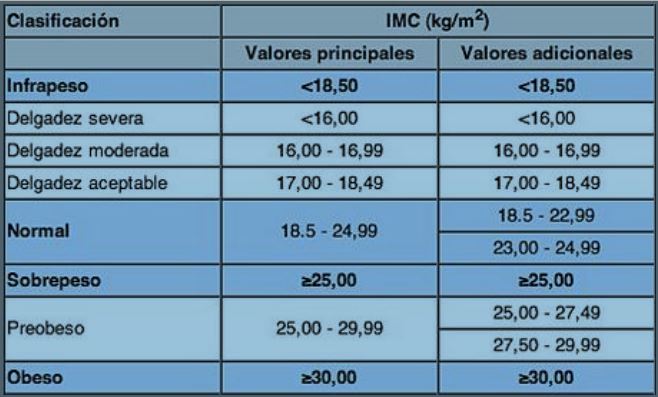 Clasificación IMC (kg/m²)
Valores principales Valores adicionales
Infrapeso <18,50 <18,50
Delgadez severa <16,00 <16,00
Delgadez moderada 16,00 - 16,99 16,00 - 16,99
Delgadez aceptable 17,00 - 18,49 17,00 - 18,49
Normal 18.5 - 24,99 18.5 - 22,99
23,00 - 24,99
Sobrepeso ≥25,00 ≥25,00
Preobeso 25,00 - 29,99 25,00 - 27,49
27,50 - 29,99
Obeso ≥30,00 ≥30,00